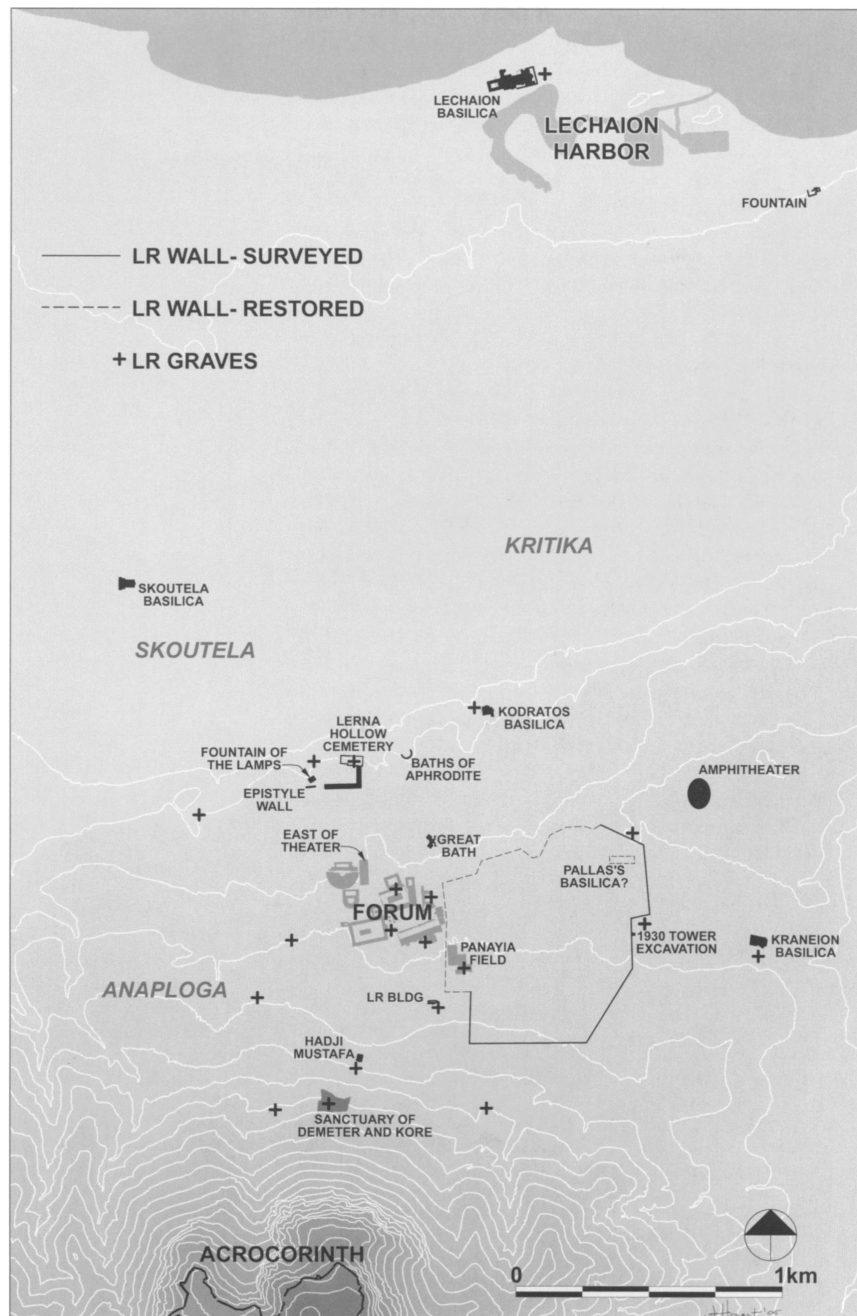 LECHAION
BASILICA
LECHAION
HARBOR
FOUNTAIN
LR WALL- SURVEYED
LR WALL- RESTORED
LR GRAVES
KRITIKA
SKOUTELA
BASILICA
SKOUTELA
KODRATOS
BASILICA
LERNA
HOLLOW
CEMETERY
FOUNTAIN OF
THE LAMPS
BATHS OF
APHRODITE
EPISTYLE
WALL
AMPHITHEATER
EAST OF
THEATER
GREAT
BATH
PALLAS'S
BASILICA?
FORUM
PANAYIA
FIELD
1930 TOWER
EXCAVATION
KRANEION
BASILICA
ANAPLOGA
LR BLDG
HADJI
MUSTAFA
SANCTUARY OF
DEMETER AND KORE
ACROCORINTH
0 1km